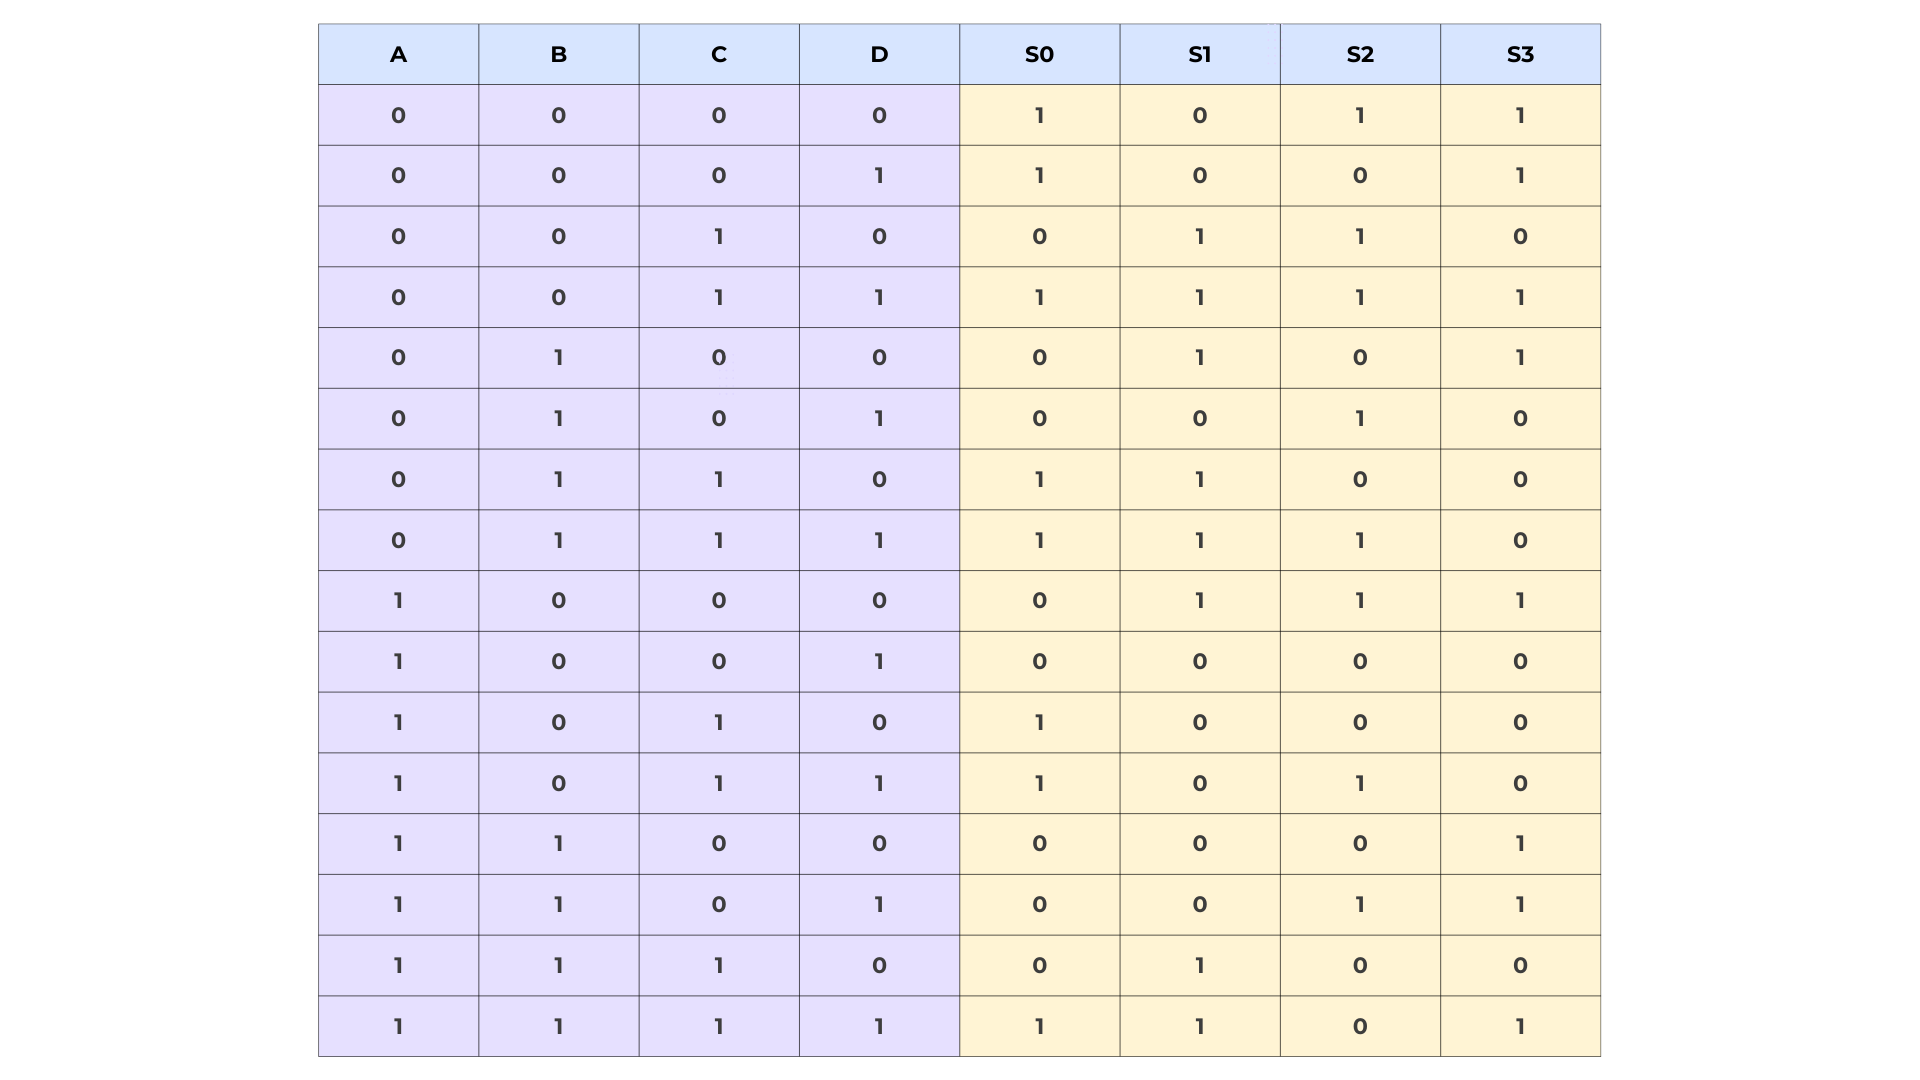 A B C D S0 S1 S2 S3
0 0 0 0 1 0 1 1
0 0 0 1 1 0 0 1
0 0 1 0 0 1 1 0
0 0 1 1 1 1 1 1
0 1 0 0 0 1 0 1
0 1 0 1 0 0 1 0
0 1 1 0 1 1 0 0
0 1 1 1 1 1 1 0
1 0 0 0 0 1 1 1
1 0 0 1 0 0 0 0
1 0 1 0 1 0 0 0
1 0 1 1 1 0 1 0
1 1 0 0 0 0 0 1
1 1 0 1 0 0 1 1
1 1 1 0 0 1 0 0
1 1 1 1 1 1 0 1